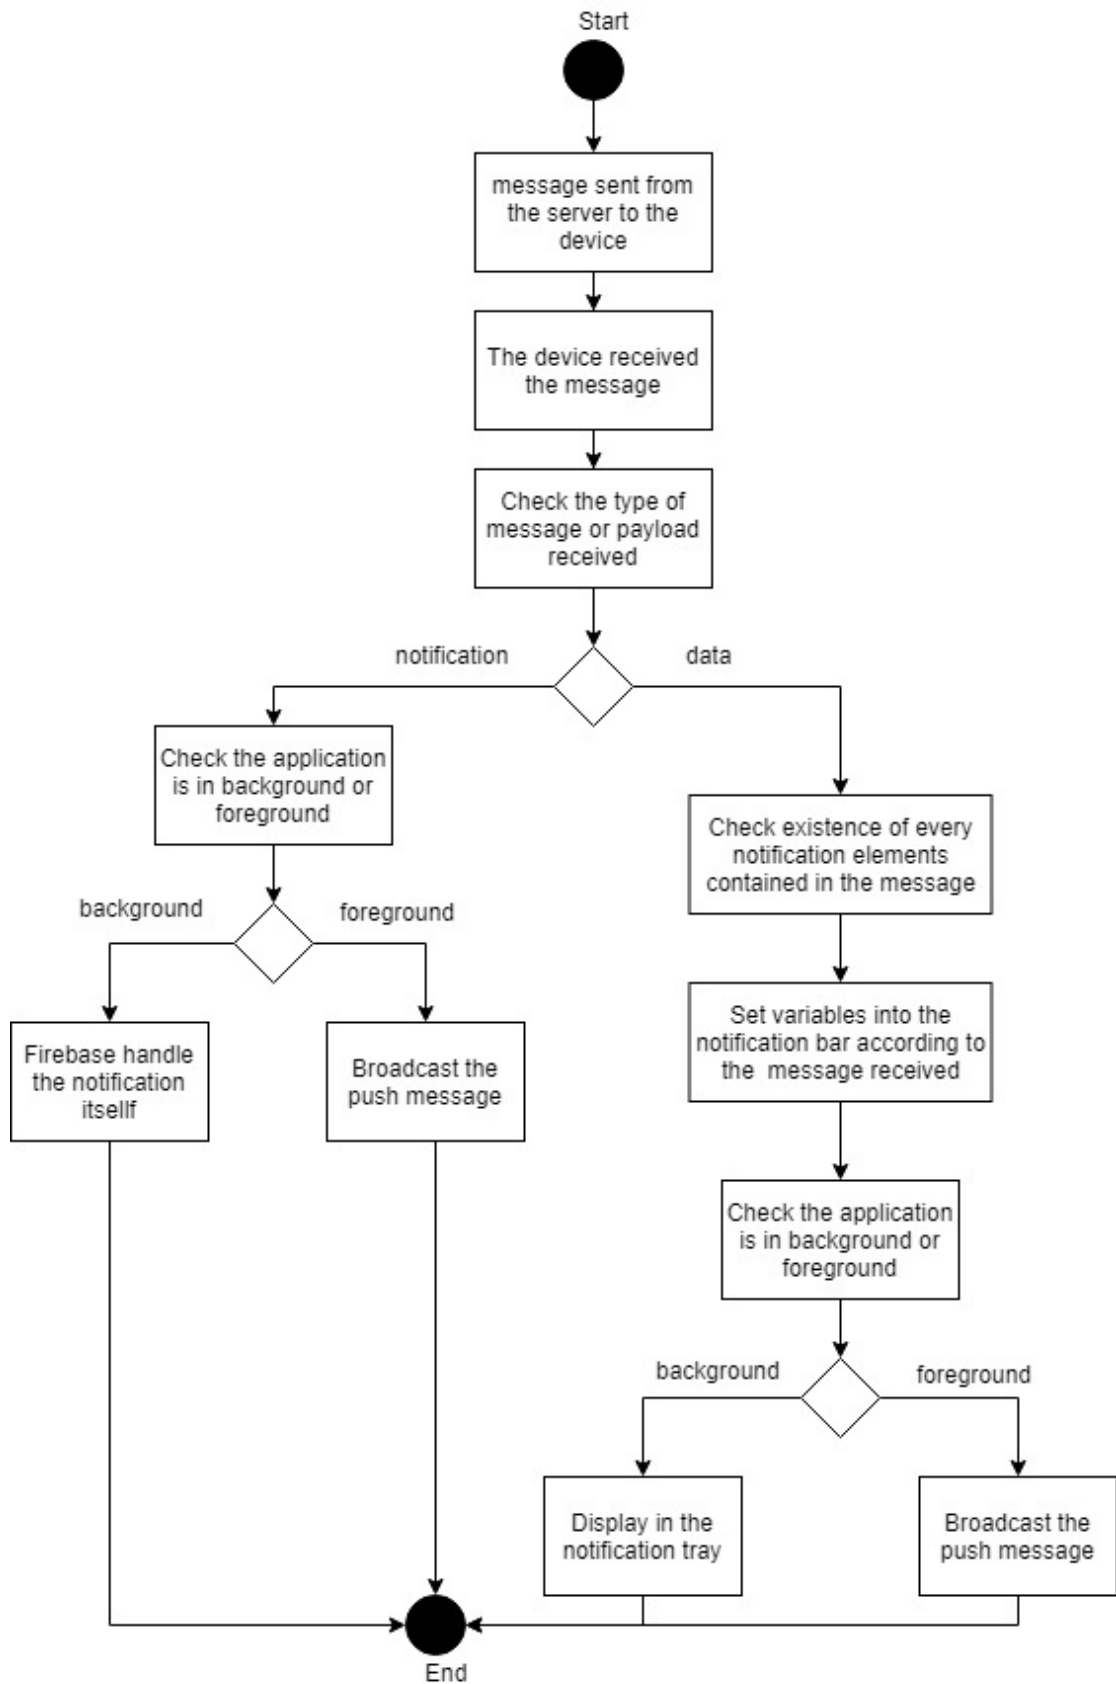 Start
message sent from
the server to the
device
The device received
the message
Check the type of
message or payload
received
notification
data
Check the application
is in background or
foreground
Check existence of every
notification elements
contained in the message
background
foreground
Firebase handle
the notification
itsellf
Broadcast the
push message
Set variables into the
notification bar according to
the message received
Check the application
is in background or
foreground
background
foreground
Display in the
notification tray
Broadcast the
push message
End